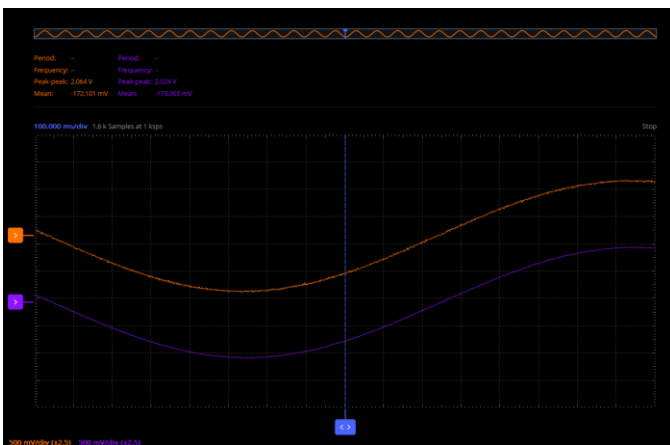 Period: -- Period: --
Frequency: -- Frequency: --
Peak-peak: 2.064 V Peak-peak: 2.024 V
Mean: -172.101 mV Mean: -173.002 mV
100.000 ms/div 1.6 k Samples at 1 ksps Stop
500 mV/div (±2.5) 500 mV/div (±2.5)